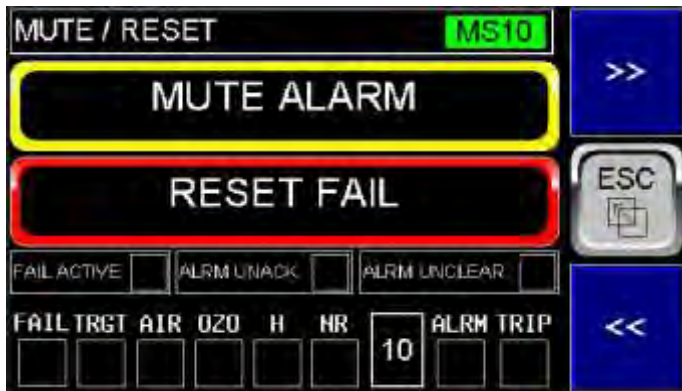 MUTE / RESET MS10
>>
MUTE ALARM
RESET FAIL
ESC
FAIL ACTIVE ALRM UNACK ALRM UNCLEAR
FAIL TRGT AIR OZO H NR 10 ALRM TRIP
<<